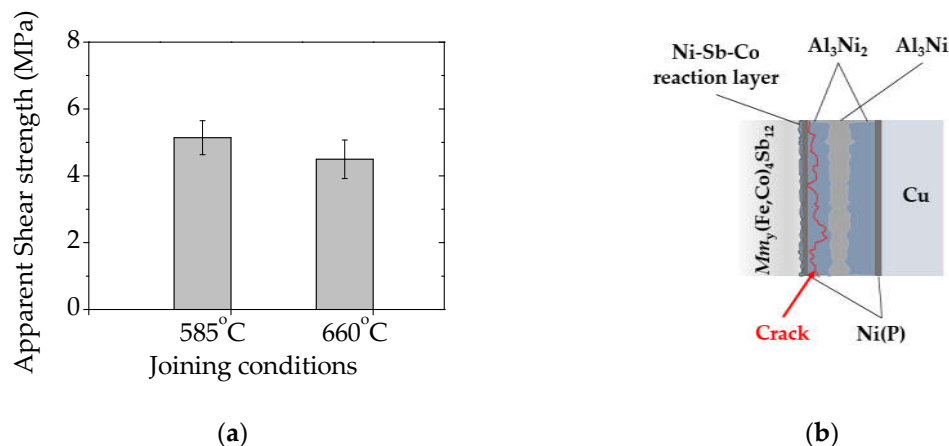 Apparent Shear strength (MPa)
8
6
4
2
0
585°C
660°C
Joining conditions
(a)
Ni-Sb-Co
reaction layer
Al₃Ni₂
Al₃Ni
Mmᵧ(Fe,Co)₄Sb₁₂
Cu
Crack
Ni(P)
(b)